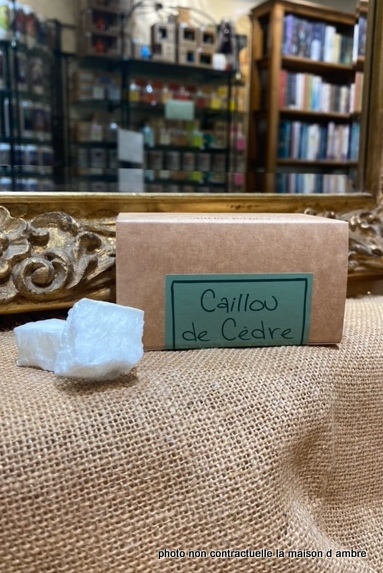 Caillou
de Cèdre
photo non contractuelle la maison d ambre